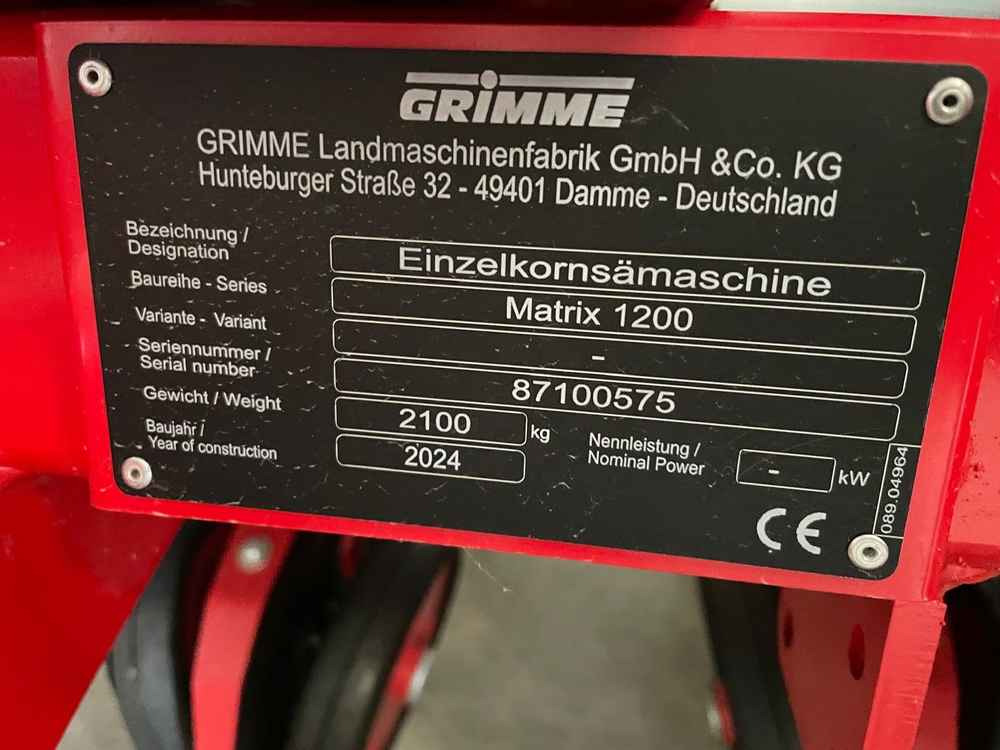 GRIMME
GRIMME Landmaschinenfabrik GmbH &Co. KG
Hunteburger Straße 32 - 49401 Damme - Deutschland
Bezeichnung /
Designation
Einzelkornsämaschine
Baureihe - Series
Matrix 1200
Variante - Variant
-
Seriennummer /
Serial number
87100575
Gewicht / Weight
2100 kg
Baujahr /
Year of construction
2024
Nennleistung /
Nominal Power
- kW
089.04964
CE